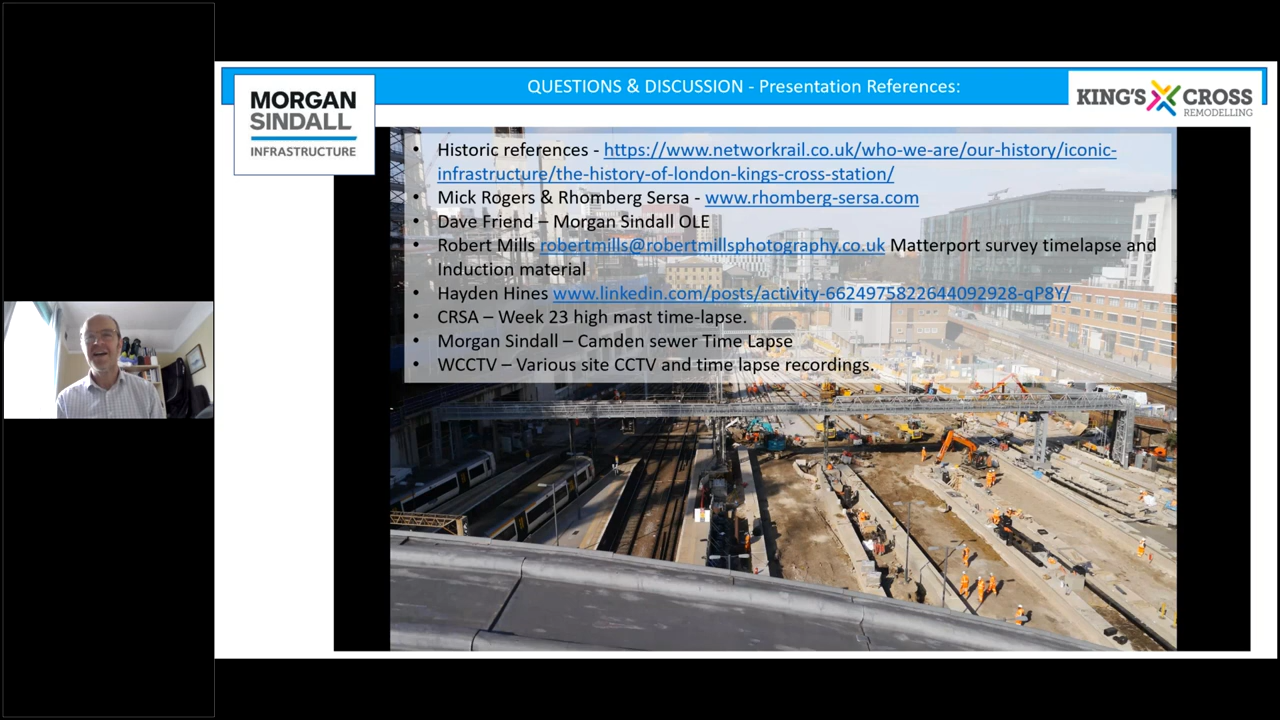 QUESTIONS & DISCUSSION - Presentation References:
MORGAN
SINDALL
INFRASTRUCTURE
KING'S CROSS
REMODELLING
• Historic references - https://www.networkrail.co.uk/who-we-are/our-history/iconic-
infrastructure/the-history-of-london-kings-cross-station/
• Mick Rogers & Rhomberg Sersa - www.rhomberg-sersa.com
• Dave Friend – Morgan Sindall OLE
• Robert Mills robertmills@robertmillsphotography.co.uk Matterport survey timelapse and
Induction material
• Hayden Hines www.linkedin.com/posts/activity-6624975822644092928-qP8Y/
• CRSA – Week 23 high mast time-lapse.
• Morgan Sindall – Camden sewer Time Lapse
• WCCTV – Various site CCTV and time lapse recordings.